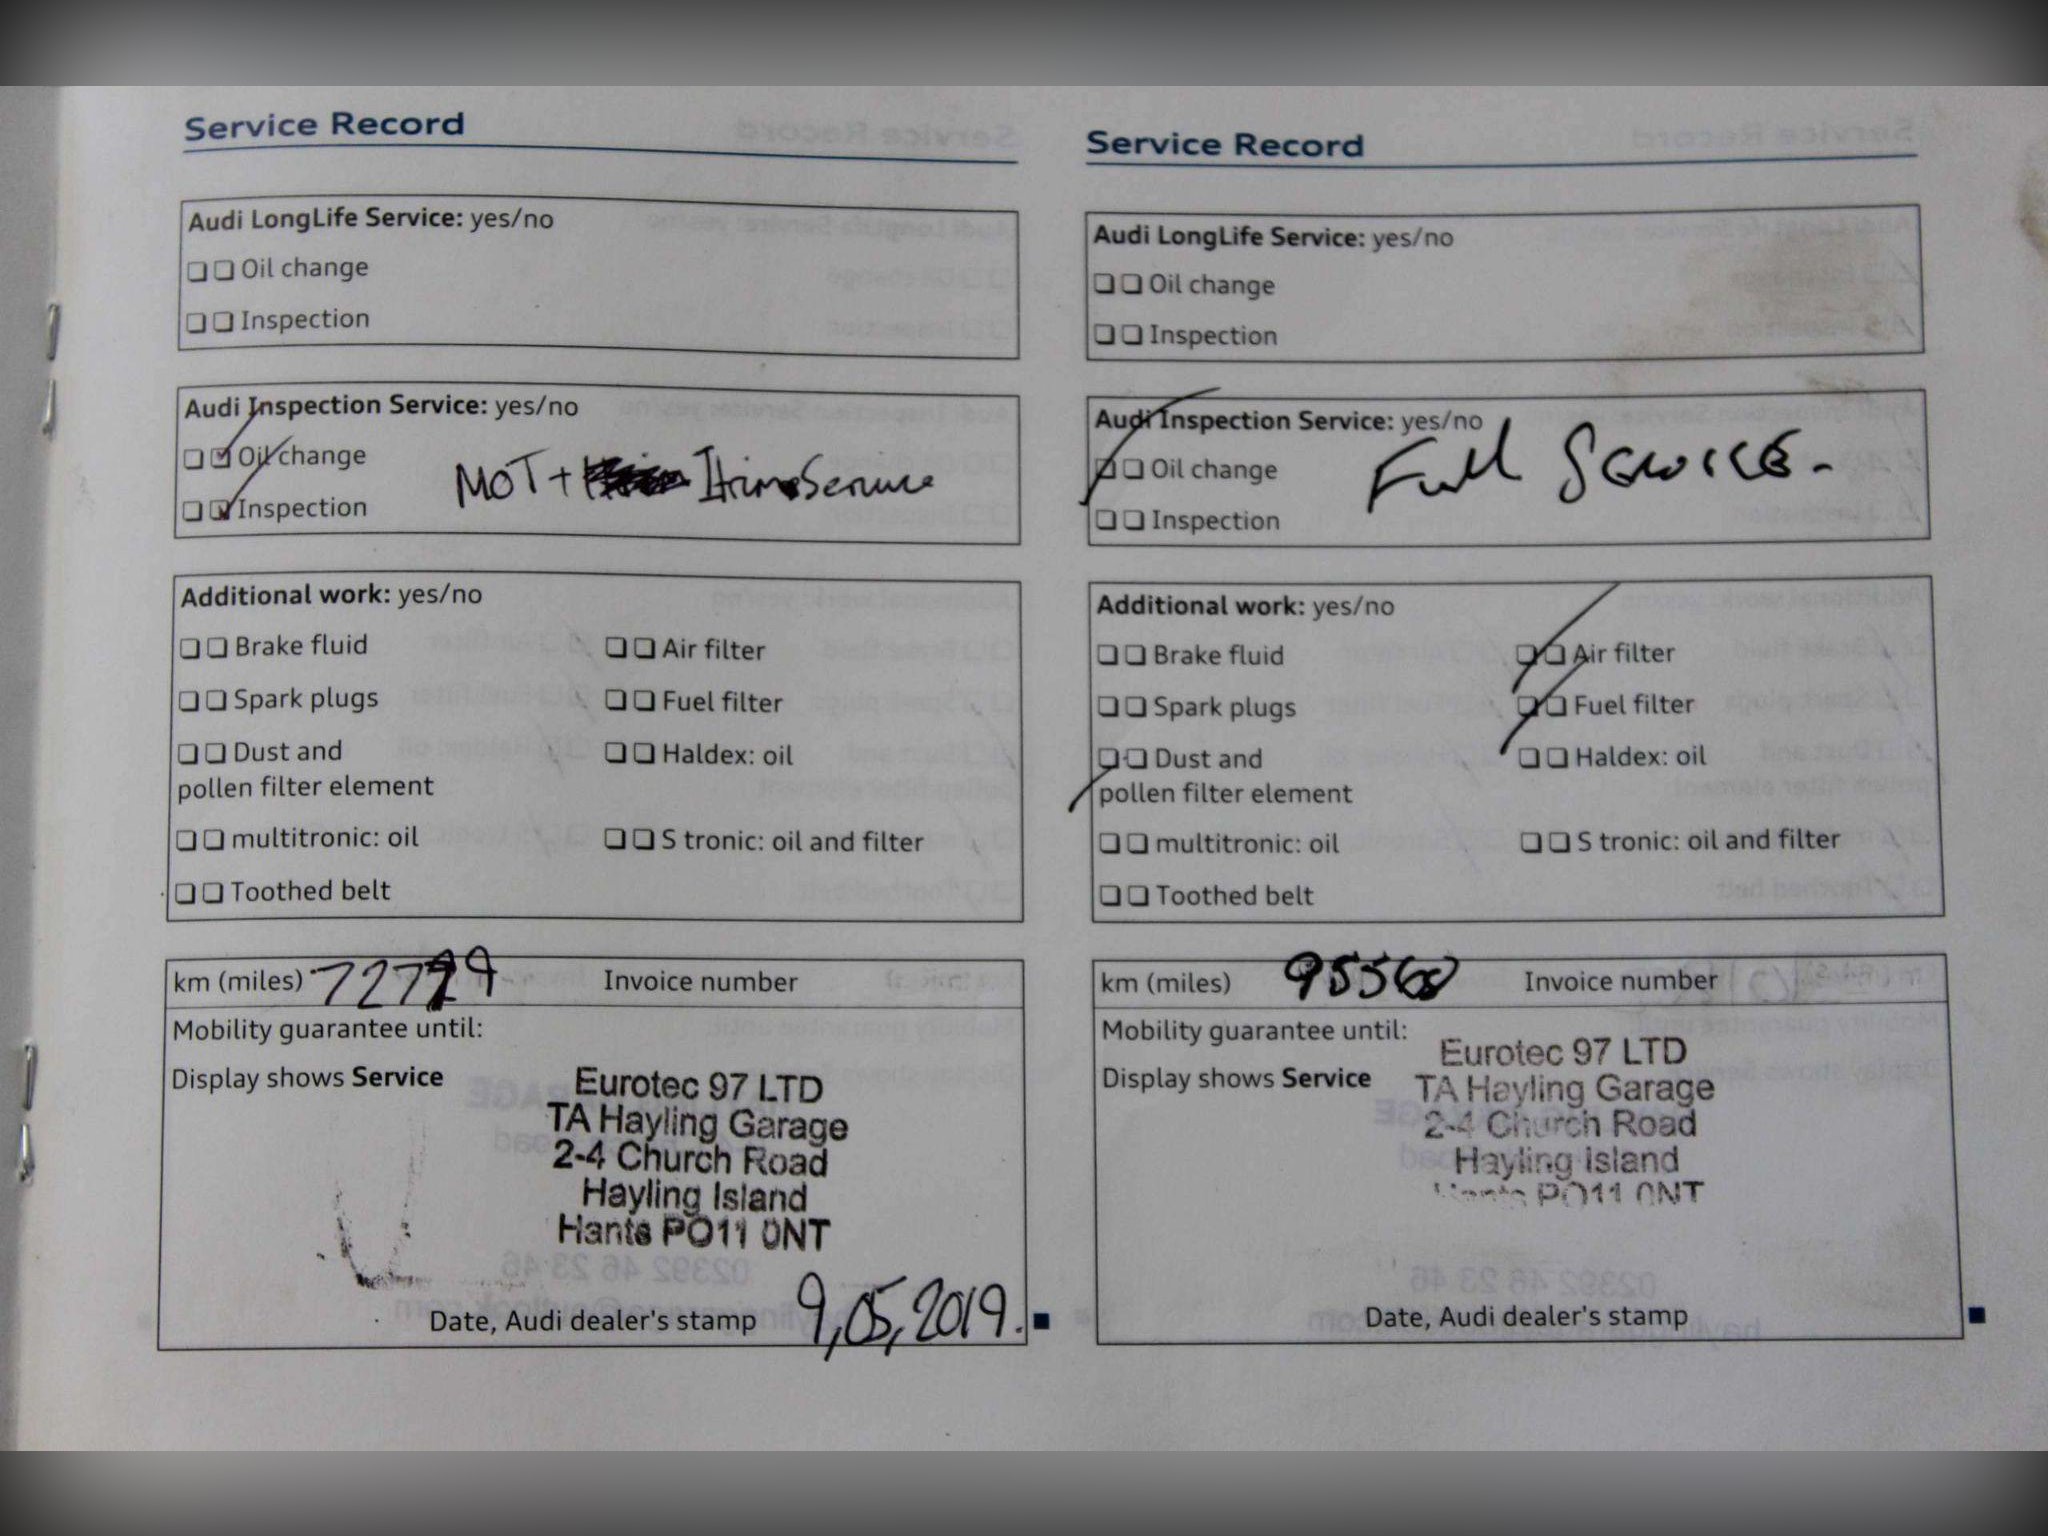 Service Record
Audi LongLife Service: yes/no
❏ ❏ Oil change
❏ ❏ Inspection
Audi Inspection Service: yes/no
❏ ❏ Oil change
❏ ❏ Inspection
MOT + Service
Additional work: yes/no
❏ ❏ Brake fluid
❏ ❏ Air filter
❏ ❏ Spark plugs
❏ ❏ Fuel filter
❏ ❏ Dust and
pollen filter element
❏ ❏ Haldex: oil
❏ ❏ multitronic: oil
❏ ❏ S tronic: oil and filter
❏ ❏ Toothed belt
km (miles)
Invoice number
Mobility guarantee until:
Display shows Service
Eurotec 97 LTD
TA Hayling Garage
2-4 Church Road
Hayling Island
Hants PO11 0NT
Date, Audi dealer's stamp 9,05,2019.
Service Record
Audi LongLife Service: yes/no
❏ ❏ Oil change
❏ ❏ Inspection
Audi Inspection Service: yes/no
❏ ❏ Oil change
❏ ❏ Inspection
Full Service.
Additional work: yes/no
❏ ❏ Brake fluid
❏ ❏ Air filter
❏ ❏ Spark plugs
❏ ❏ Fuel filter
❏ ❏ Dust and
pollen filter element
❏ ❏ Haldex: oil
❏ ❏ multitronic: oil
❏ ❏ S tronic: oil and filter
❏ ❏ Toothed belt
km (miles)
Invoice number
Mobility guarantee until:
Display shows Service
Eurotec 97 LTD
TA Hayling Garage
2-4 Church Road
Hayling Island
Hants PO11 0NT
Date, Audi dealer's stamp